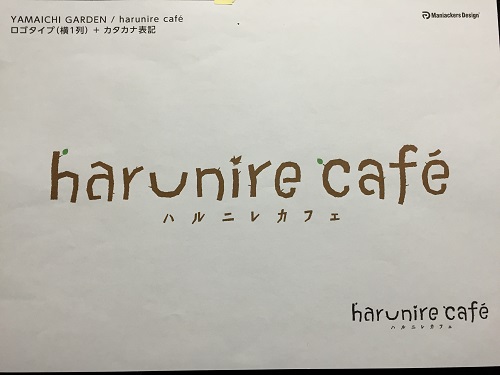 YAMAICHI GARDEN / harunire café
ロゴタイプ(横1列) + カタカナ表記
Maniackers Design
harunire café
ハルニレカフェ
harunire café
ハルニレカフェ